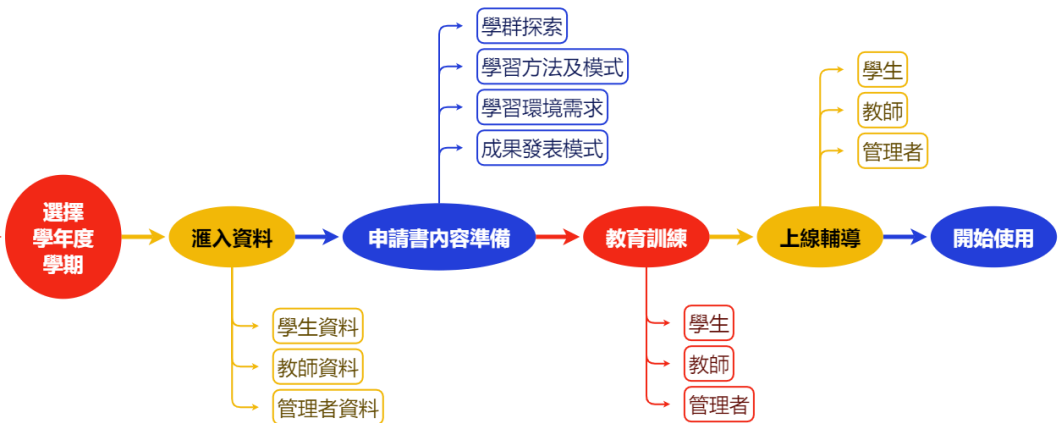 選擇
學年度
學期
滙入資料
學生資料
教師資料
管理者資料
申請書內容準備
學群探索
學習方法及模式
學習環境需求
成果發表模式
教育訓練
學生
教師
管理者
上線輔導
學生
教師
管理者
開始使用